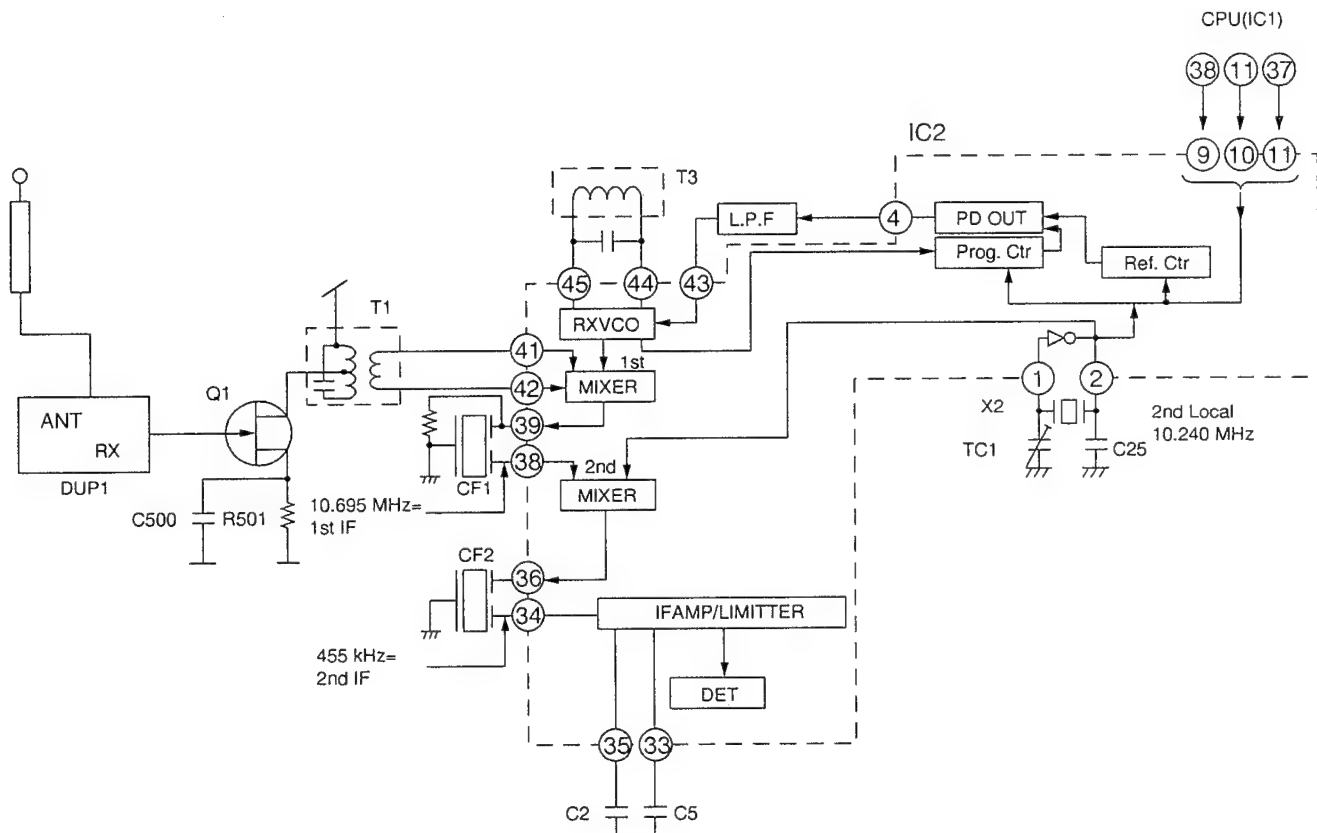 CPU(IC1)
38 11 37
IC2
9 10 11
T3
L.P.F
4
PD OUT
Prog. Ctr
Ref. Ctr
45 44 43
T1
RXVCO
41
1st
42
MIXER
1 2
Q1
X2
2nd Local
10.240 MHz
ANT
RX
39
TC1
C25
38
2nd
DUP1
CF1
MIXER
C500
R501
10.695 MHz=
1st IF
CF2
36
34
IFAMP/LIMITTER
455 kHz=
2nd IF
DET
35 33
C2
C5